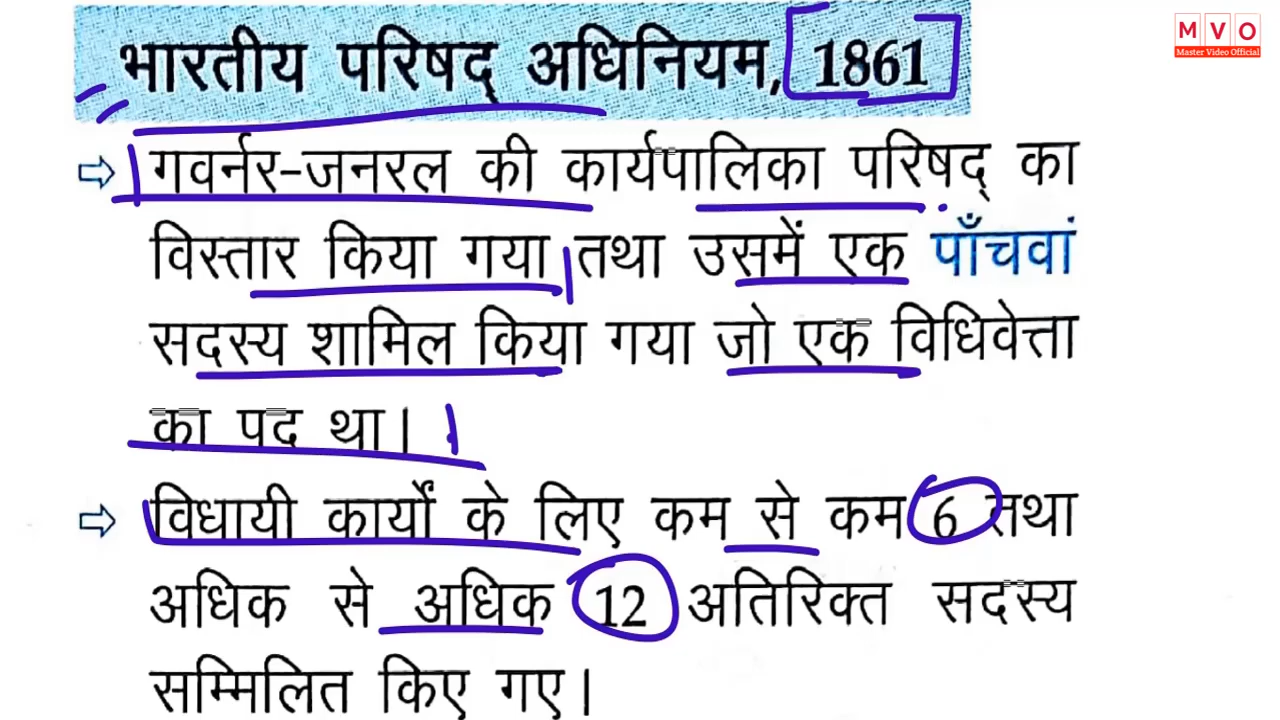 M V O
Master Video Official
भारतीय परिषद् अधिनियम, 1861
⇨ गवर्नर-जनरल की कार्यपालिका परिषद् का
विस्तार किया गया तथा उसमें एक पाँचवां
सदस्य शामिल किया गया जो एक विधिवेत्ता
का पद था।
⇨ विधायी कार्यों के लिए कम से कम 6 तथा
अधिक से अधिक 12 अतिरिक्त सदस्य
सम्मिलित किए गए।